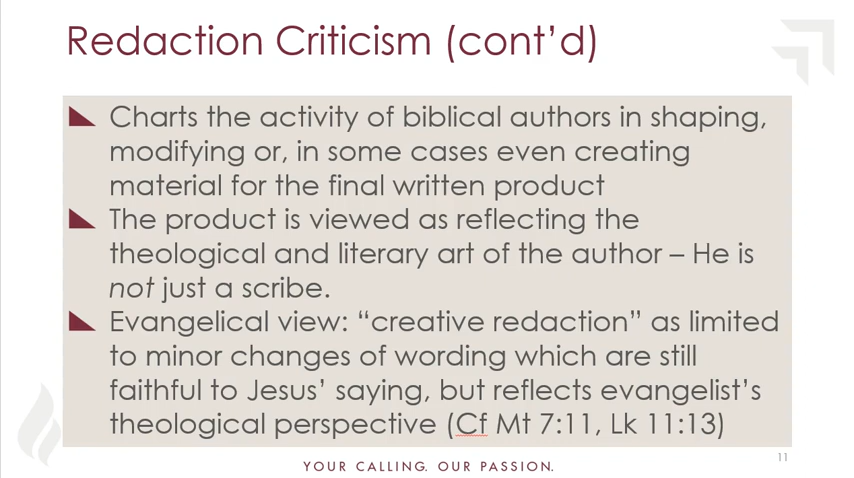 Redaction Criticism (cont’d)
Charts the activity of biblical authors in shaping,
modifying or, in some cases even creating
material for the final written product
The product is viewed as reflecting the
theological and literary art of the author – He is
not just a scribe.
Evangelical view: “creative redaction” as limited
to minor changes of wording which are still
faithful to Jesus’ saying, but reflects evangelist’s
theological perspective (Cf Mt 7:11, Lk 11:13)
YOUR CALLING. OUR PASSION.
11